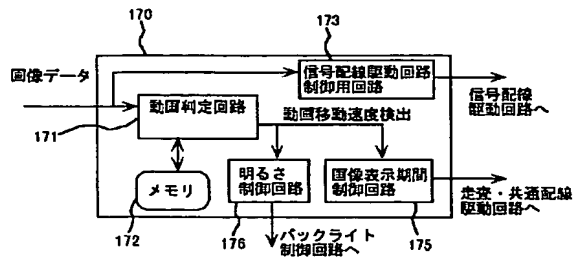 170
173
画像データ
信号配線駆動回路
制御用回路
動画判定回路
171
動画移動速度検出
信号配線
駆動回路へ
メモリ
明るさ
制御回路
画像表示期間
制御回路
走査・共通配線
駆動回路へ
172
176
バックライト
制御回路へ
175